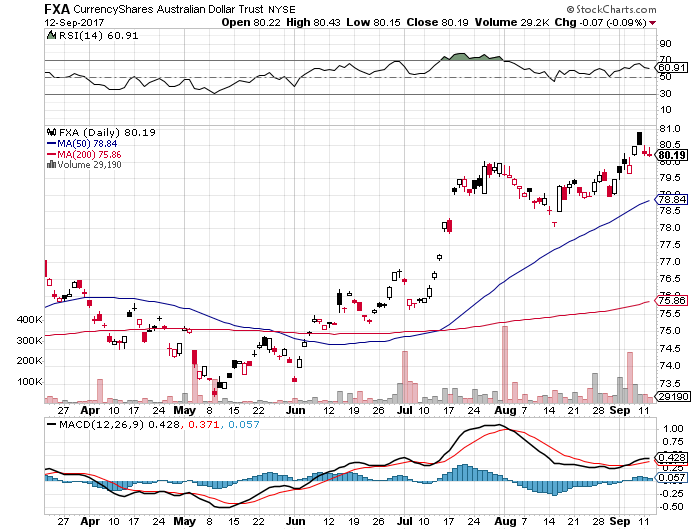 FXA CurrencyShares Australian Dollar Trust NYSE © StockCharts.com
12-Sep-2017 Open 80.22 High 80.43 Low 80.15 Close 80.19 Volume 29.2K Chg -0.07 (-0.09%)
RSI(14) 60.91
90
70
60.91
50
30
10
FXA (Daily) 80.19
MA(50) 78.84
MA(200) 75.86
Volume 29,190
81.0
80.5
80.19
79.5
79.0
78.84
78.5
78.0
77.5
77.0
76.5
76.0
75.86
75.5
75.0
74.5
74.0
73.5
400K
300K
200K
100K
29190
27 Apr 10 17 24 May 8 15 22 Jun 12 19 26 Jul 10 17 24 Aug 7 14 21 28 Sep 11
MACD(12,26,9) 0.428, 0.371, 0.057
1.00
0.75
0.428
0.25
0.057
-0.25
-0.50
27 Apr 10 17 24 May 8 15 22 Jun 12 19 26 Jul 10 17 24 Aug 7 14 21 28 Sep 11